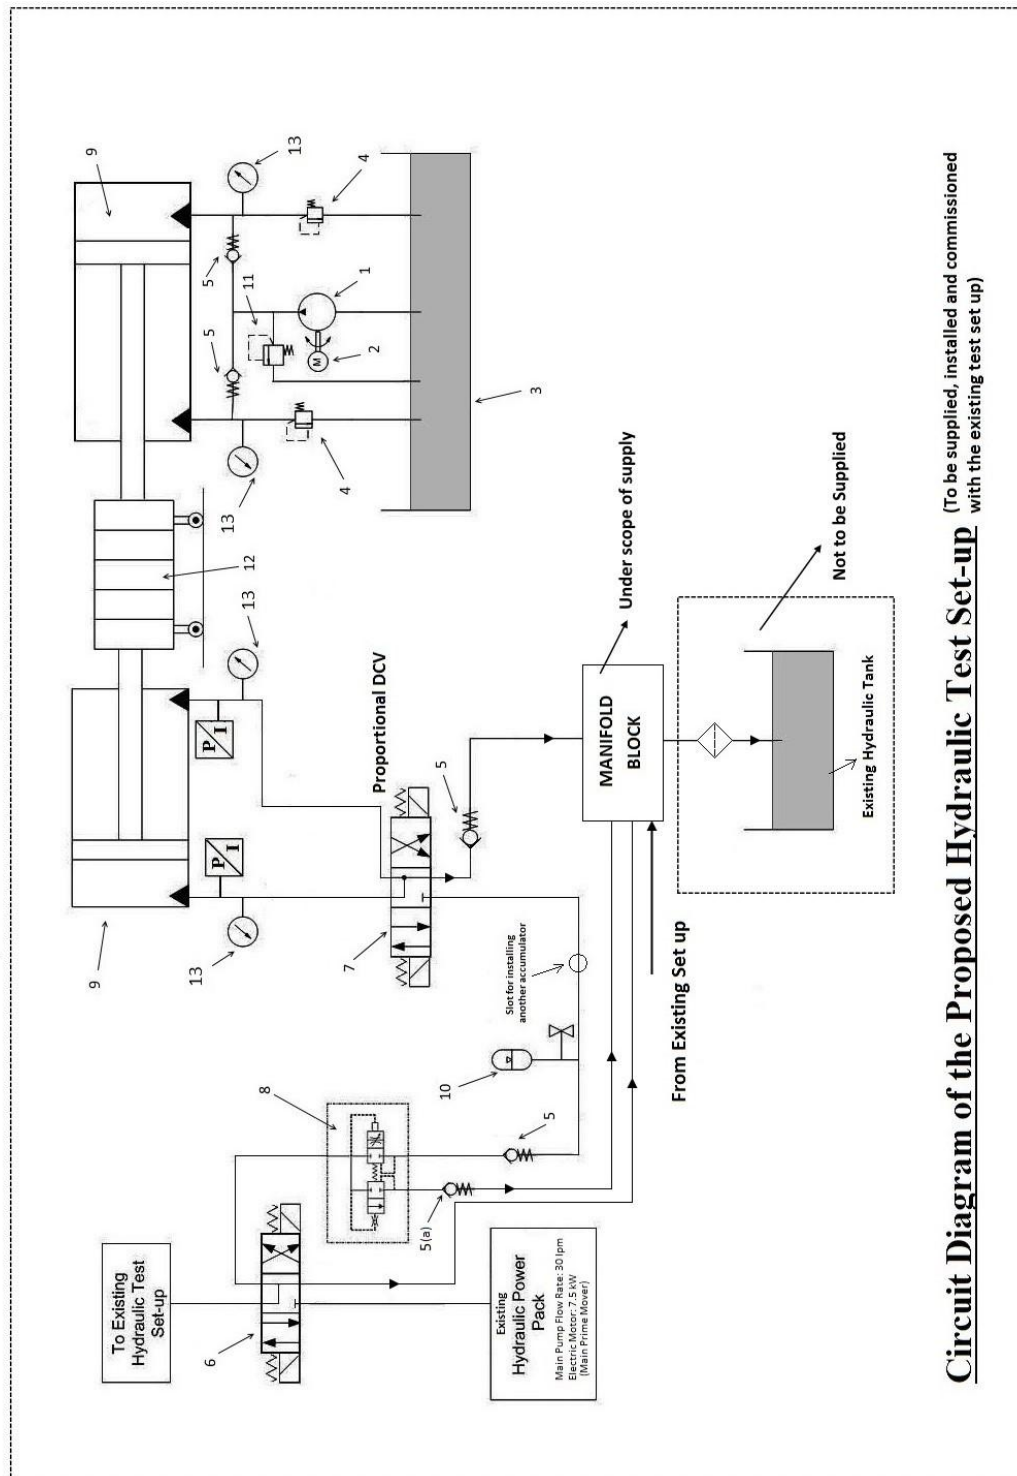 9
9
To Existing
Hydraulic Test
Set-up
6
8
13
P
I
P
I
13
12
13
5
5
11
13
4
4
2
1
7
Proportional DCV
5(a)
10
5
5
3
Slot for installing
another accumulator
Existing
Hydraulic Power
Pack
Main Pump Flow Rate: 30 lpm
Electric Motor: 7.5 kW
(Main Prime Mover)
MANIFOLD
BLOCK
Under scope of supply
From Existing Set up
Not to be Supplied
Existing Hydraulic Tank
Circuit Diagram of the Proposed Hydraulic Test Set-up
(To be supplied, installed and commissioned
with the existing test set up)
M